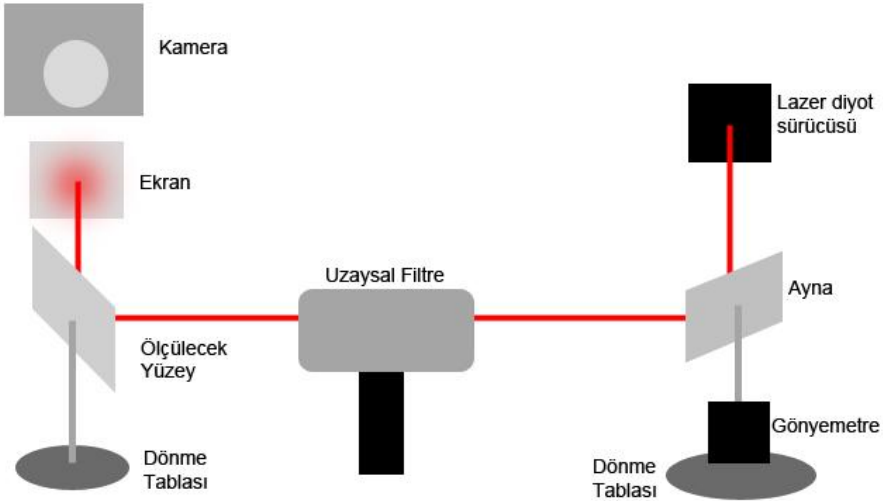 Kamera
Lazer diyot
sürücüsü
Ekran
Uzaysal Filtre
Ayna
Ölçülecek
Yüzey
Gönyemetre
Dönme
Tablası
Dönme
Tablası